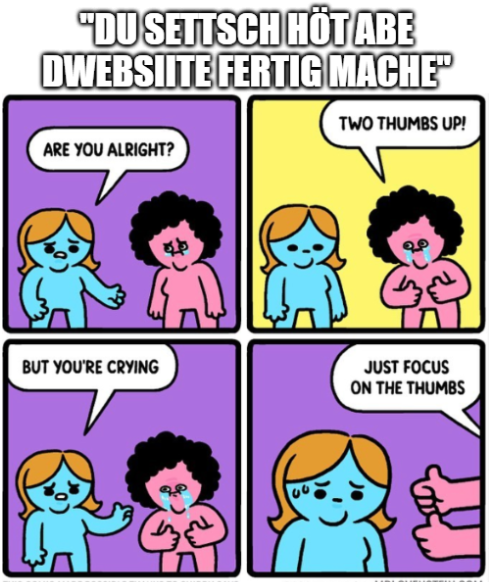 "DU SETTSCH HÖT ABE
DWEBSIITE FERTIG MACHE"
ARE YOU ALRIGHT?
TWO THUMBS UP!
BUT YOU'RE CRYING
JUST FOCUS
ON THE THUMBS